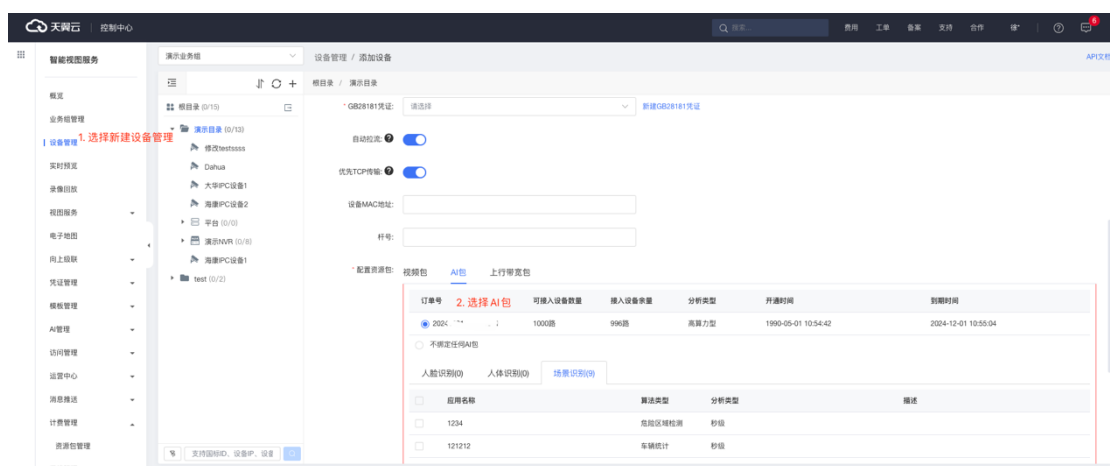 天翼云 控制中心 搜索... 费用 工单 备案 支持 合作 6
智能视图服务 演示业务组 设备管理 / 添加设备 API文档
根目录 / 演示目录
概览
根目录 (0/15) * GB28181凭证: 请选择 新建GB28181凭证
业务组管理
演示目录 (0/13)
设备管理 1. 选择新建设备管理
修改testssss 自动拉流:
实时预览 Dahua
大华IPC设备1 优先TCP传输:
录像回放
海康IPC设备2 设备MAC地址:
视图服务
平台 (0/0)
电子地图 演示NVR (0/8) 杆号:
向上级联 海康IPC设备1
* 配置资源包: 视频包 AI包 上行带宽包
凭证管理 test (0/2)
模板管理 订单号 2. 选择AI包 可接入设备数量 接入设备余量 分析类型 开通时间 到期时间
AI管理 2024 1000路 996路 高算力型 1990-05-01 10:54:42 2024-12-01 10:55:04
不绑定任何AI包
访问管理
运营中心 人脸识别(0) 人体识别(0) 场景识别(9)
消息推送 应用名称 算法类型 分析类型 描述
计费管理 1234 危险区域检测 秒级
资源包管理 121212 车辆统计 秒级
支持国标ID、设备IP、设备